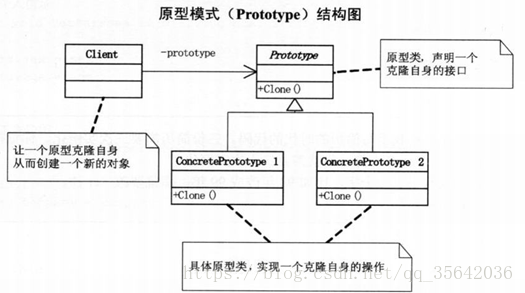 原型模式（Prototype）结构图
Client
-prototype
Prototype
+Clone()
原型类，声明一个
克隆自身的接口
让一个原型克隆自身
从而创建一个新的对象
ConcretePrototype 1
+Clone()
ConcretePrototype 2
+Clone()
具体原型类，实现一个克隆自身的操作
https://blog.csdn.net/qq_35642036